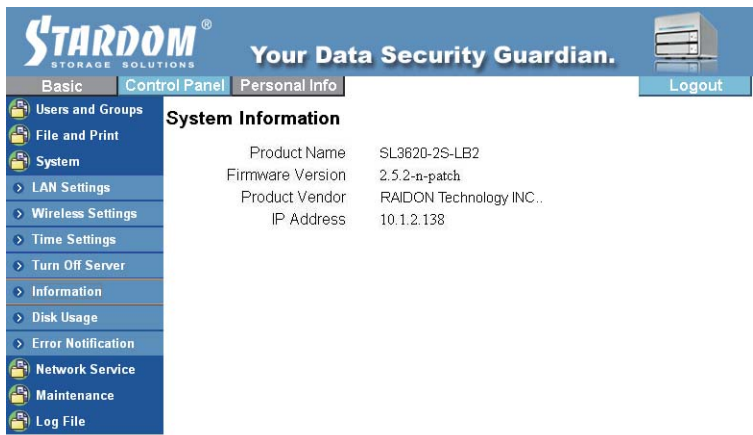 STARDOM®
STORAGE SOLUTIONS
Your Data Security Guardian.
Basic Control Panel Personal Info Logout
Users and Groups
File and Print
System
LAN Settings
Wireless Settings
Time Settings
Turn Off Server
Information
Disk Usage
Error Notification
Network Service
Maintenance
Log File
System Information
Product Name SL3620-2S-LB2
Firmware Version 2.5.2-n-patch
Product Vendor RAIDON Technology INC..
IP Address 10.1.2.138